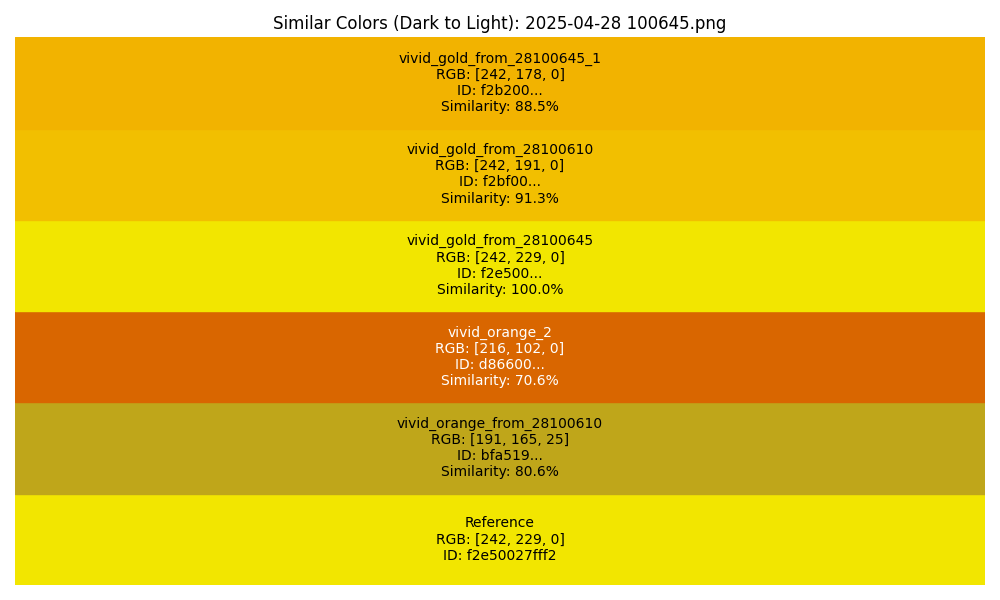 Similar Colors (Dark to Light): 2025-04-28 100645.png
vivid_gold_from_28100645_1
RGB: [242, 178, 0]
ID: f2b200...
Similarity: 88.5%
vivid_gold_from_28100610
RGB: [242, 191, 0]
ID: f2bf00...
Similarity: 91.3%
vivid_gold_from_28100645
RGB: [242, 229, 0]
ID: f2e500...
Similarity: 100.0%
vivid_orange_2
RGB: [216, 102, 0]
ID: d86600...
Similarity: 70.6%
vivid_orange_from_28100610
RGB: [191, 165, 25]
ID: bfa519...
Similarity: 80.6%
Reference
RGB: [242, 229, 0]
ID: f2e50027fff2